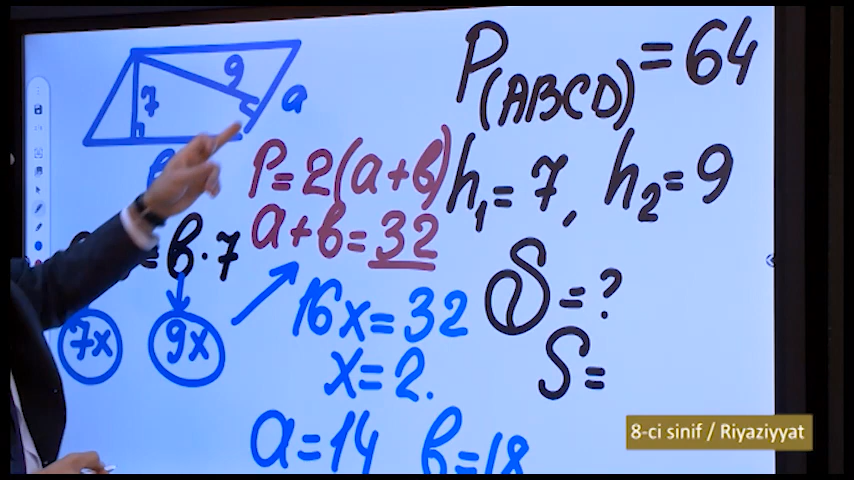 9
7
a
P(ABCD) = 64
h₁ = 7, h₂ = 9
P = 2(a+b)
a+b = 32
= b · 7
7x 9x
16x = 32
x = 2.
S = ?
S =
a = 14 b = 18
8-ci sinif / Riyaziyyat